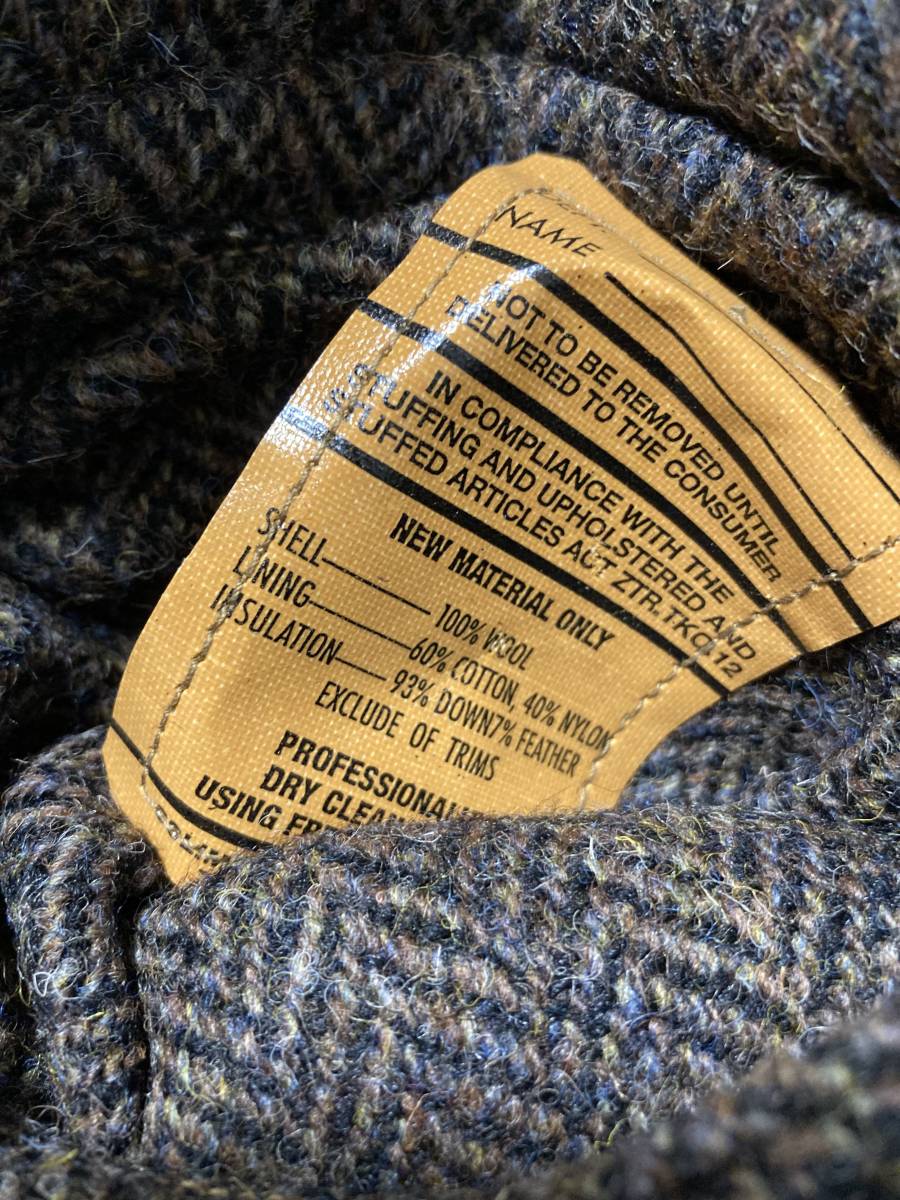 NAME
NOT TO BE REMOVED UNTIL
DELIVERED TO THE CONSUMER
IN COMPLIANCE WITH THE
STUFFING AND UPHOLSTERED AND
STUFFED ARTICLES ACT ZTR.TKO112
NEW MATERIAL ONLY
SHELL 100% WOOL
LINING 60% COTTON, 40% NYLON
INSULATION 93% DOWN7% FEATHER
EXCLUDE OF TRIMS
PROFESSIONAL
DRY CLEAN
USING